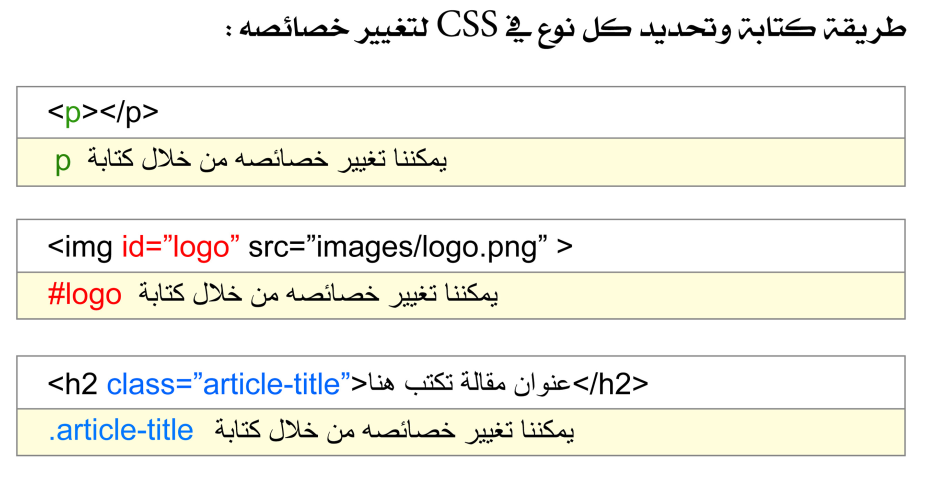 طريقة كتابة وتحديد كل نوع في CSS لتغيير خصائصه :
<p></p>
يمكننا تغيير خصائصه من خلال كتابة p
<img id=”logo” src=”images/logo.png” >
يمكننا تغيير خصائصه من خلال كتابة #logo
<h2 class=”article-title”>عنوان مقالة تكتب هنا</h2>
يمكننا تغيير خصائصه من خلال كتابة .article-title